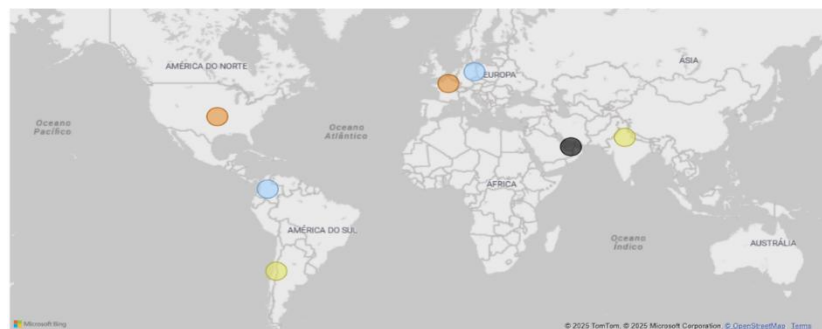 AMÉRICA DO NORTE
ÁSIA
EUROPA
Oceano
Pacífico
Oceano
Atlântico
ÁFRICA
AMÉRICA DO SUL
Oceano
Índico
AUSTRÁLIA
Microsoft Bing
© 2025 TomTom, © 2025 Microsoft Corporation, © OpenStreetMap Terms